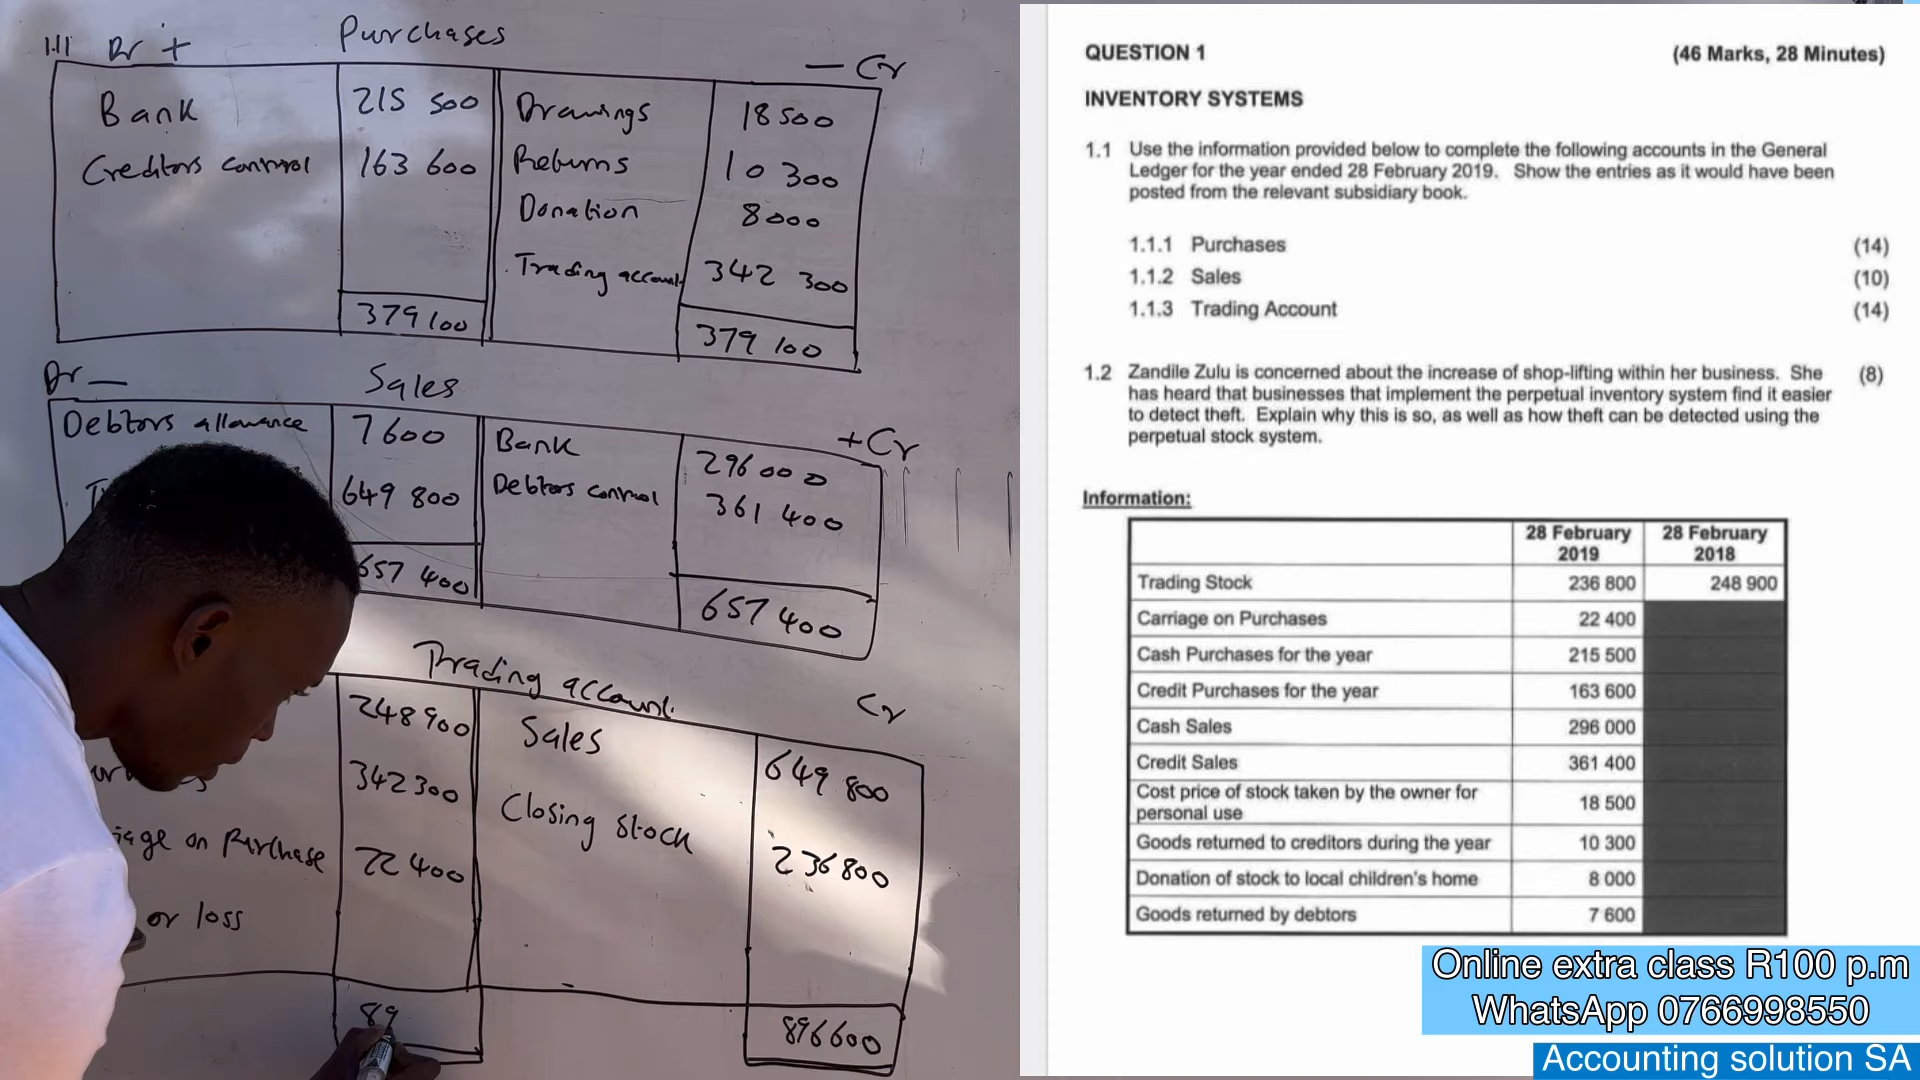 1.1.1 Dr + Purchases - Cr
Bank 215 500 Drawings 18 500
Creditors control 163 600 Returns 10 300
Donation 8000
Trading account 342 300
379 100 379 100
Dr - Sales + Cr
Debtors allowance 7600 Bank 296 000
649 800 Debtors control 361 400
657 400 657 400
Trading account Cr
248 900 Sales 649 800
342 300 Closing stock 236 800
on Purchase 22 400
or loss
89 896 600
QUESTION 1 (46 Marks, 28 Minutes)
INVENTORY SYSTEMS
1.1 Use the information provided below to complete the following accounts in the General
Ledger for the year ended 28 February 2019. Show the entries as it would have been
posted from the relevant subsidiary book.
1.1.1 Purchases (14)
1.1.2 Sales (10)
1.1.3 Trading Account (14)
1.2 Zandile Zulu is concerned about the increase of shop-lifting within her business. She (8)
has heard that businesses that implement the perpetual inventory system find it easier
to detect theft. Explain why this is so, as well as how theft can be detected using the
perpetual stock system.
Information:
28 February 2019 28 February 2018
Trading Stock 236 800 248 900
Carriage on Purchases 22 400
Cash Purchases for the year 215 500
Credit Purchases for the year 163 600
Cash Sales 296 000
Credit Sales 361 400
Cost price of stock taken by the owner for
personal use 18 500
Goods returned to creditors during the year 10 300
Donation of stock to local children's home 8 000
Goods returned by debtors 7 600
Online extra class R100 p.m
WhatsApp 0766998550
Accounting solution SA